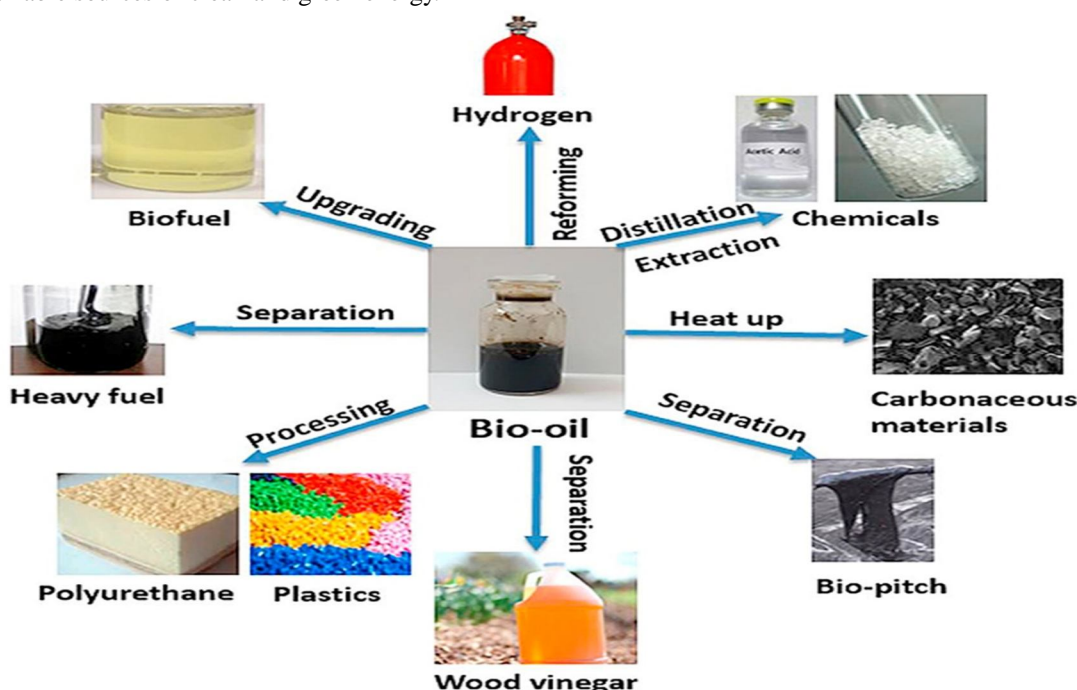 Hydrogen
Reforming
Acetic Acid
Distillation
Extraction
Chemicals
Upgrading
Biofuel
Separation
Heavy fuel
Heat up
Carbonaceous
materials
Bio-oil
Processing
Polyurethane
Plastics
Separation
Wood vinegar
Separation
Bio-pitch